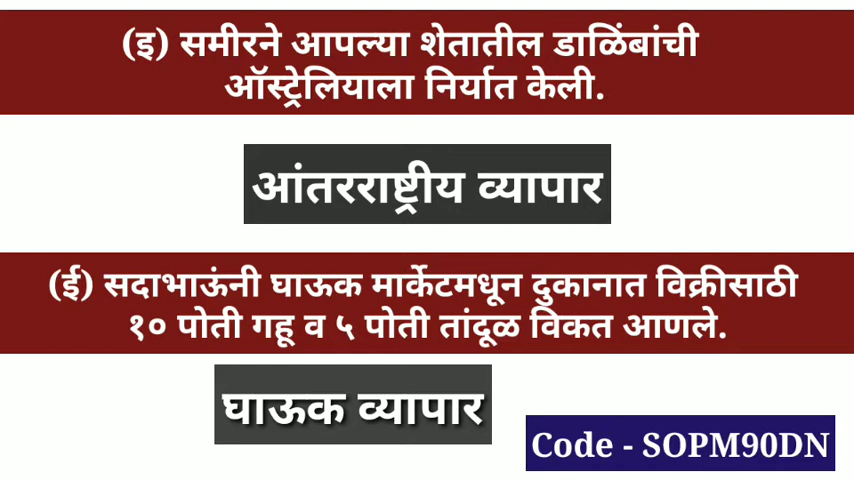 (इ) समीरने आपल्या शेतातील डाळिंबांची
ऑस्ट्रेलियाला निर्यात केली.
आंतरराष्ट्रीय व्यापार
(ई) सदाभाऊंनी घाऊक मार्केटमधून दुकानात विक्रीसाठी
१० पोती गहू व ५ पोती तांदूळ विकत आणले.
घाऊक व्यापार
Code - SOPM90DN